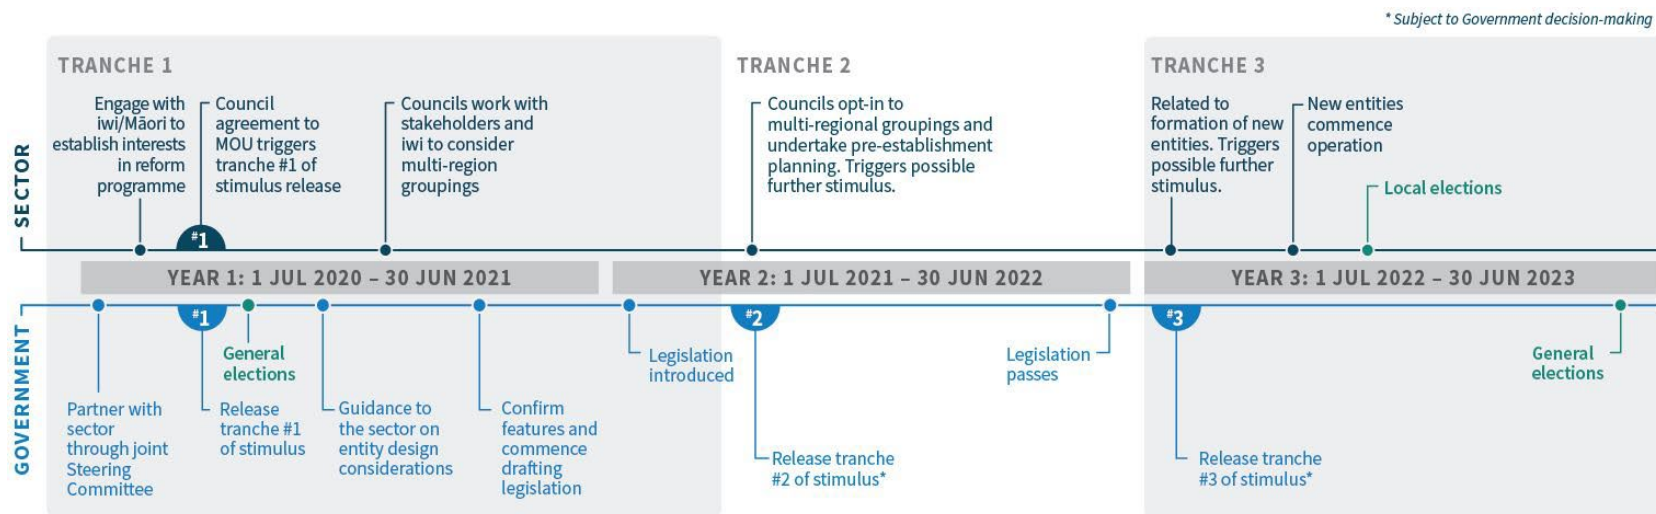 * Subject to Government decision-making
TRANCHE 1
TRANCHE 2
TRANCHE 3
SECTOR
Engage with
iwi/Māori to
establish interests
in reform
programme
Council
agreement to
MOU triggers
tranche #1 of
stimulus release
Councils work with
stakeholders and
iwi to consider
multi-region
groupings
Councils opt-in to
multi-regional groupings and
undertake pre-establishment
planning. Triggers possible
further stimulus.
Related to
formation of new
entities. Triggers
possible further
stimulus.
New entities
commence
operation
Local elections
#1
YEAR 1: 1 JUL 2020 – 30 JUN 2021
YEAR 2: 1 JUL 2021 – 30 JUN 2022
YEAR 3: 1 JUL 2022 – 30 JUN 2023
GOVERNMENT
#1
#2
#3
Partner with
sector
through joint
Steering
Committee
Release
tranche #1
of stimulus
General
elections
Guidance to
the sector on
entity design
considerations
Confirm
features and
commence
drafting
legislation
Legislation
introduced
Release tranche
#2 of stimulus*
Legislation
passes
Release tranche
#3 of stimulus*
General
elections